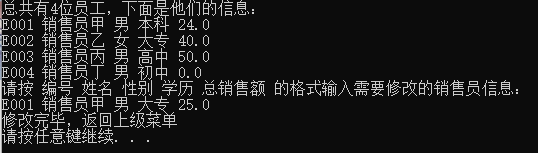 总共有4位员工，下面是他们的信息：
E001 销售员甲 男 本科 24.0
E002 销售员乙 女 大专 40.0
E003 销售员丙 男 高中 50.0
E004 销售员丁 男 初中 0.0
请按 编号 姓名 性别 学历 总销售额 的格式输入需要修改的销售员信息：
E001 销售员甲 男 大专 25.0
修改完毕，返回上级菜单
请按任意键继续. . .